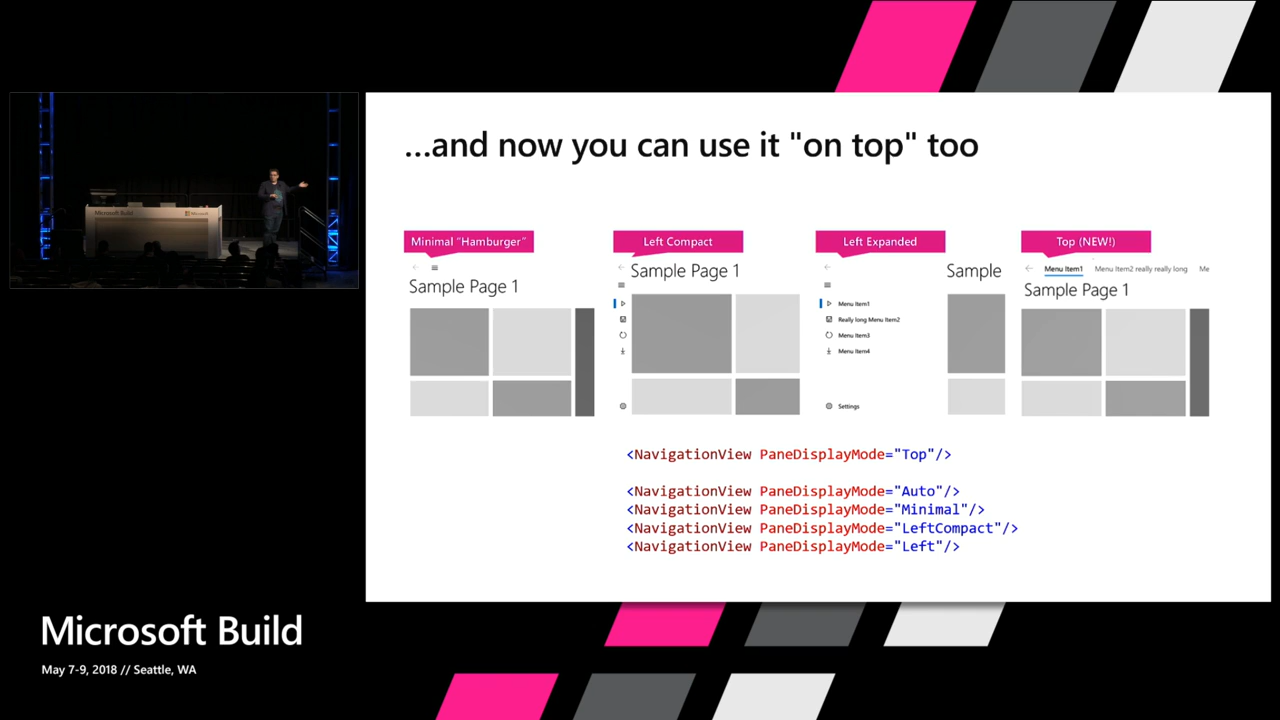 ...and now you can use it "on top" too
Minimal "Hamburger"
Sample Page 1
Left Compact
Sample Page 1
Left Expanded
Sample
Menu Item1
Really long Menu Item2
Menu Item3
Menu Item4
Settings
Top (NEW!)
Menu Item1 Menu Item2 really really long Me
Sample Page 1
<NavigationView PaneDisplayMode="Top"/>
<NavigationView PaneDisplayMode="Auto"/>
<NavigationView PaneDisplayMode="Minimal"/>
<NavigationView PaneDisplayMode="LeftCompact"/>
<NavigationView PaneDisplayMode="Left"/>
Microsoft Build
Microsoft
Microsoft Build
May 7-9, 2018 // Seattle, WA